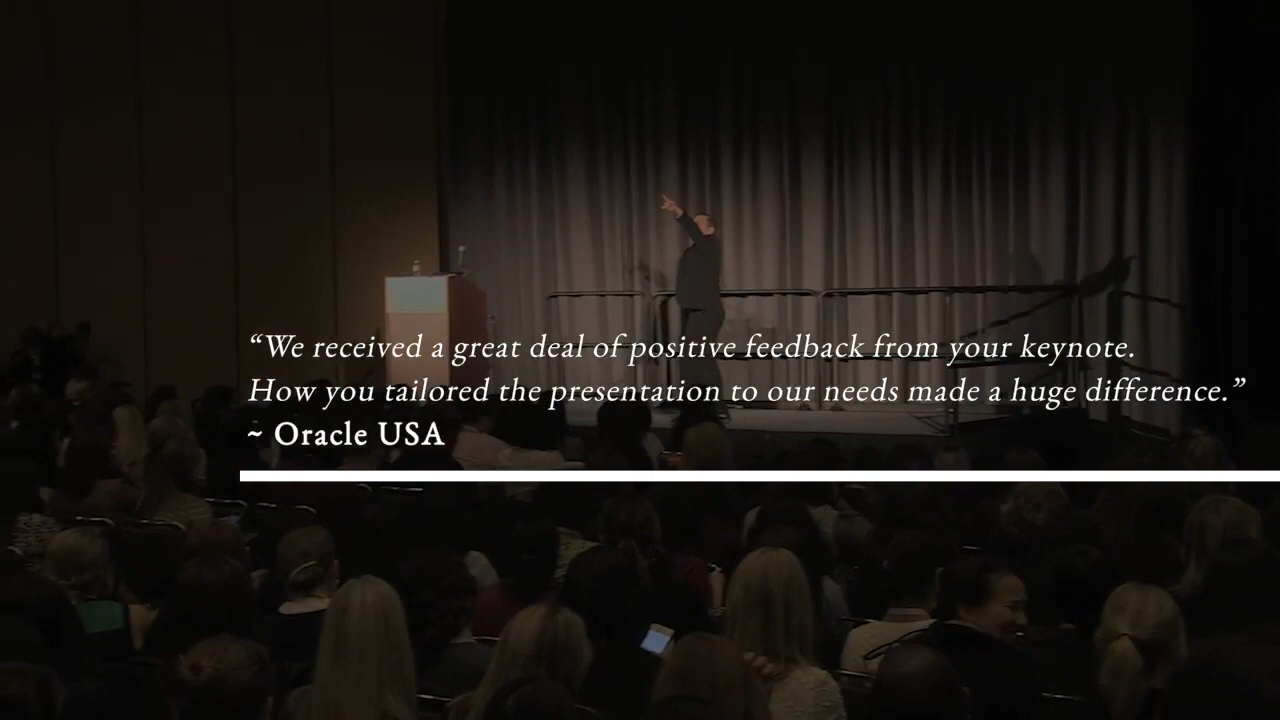 “We received a great deal of positive feedback from your keynote.
How you tailored the presentation to our needs made a huge difference.”
~ Oracle USA